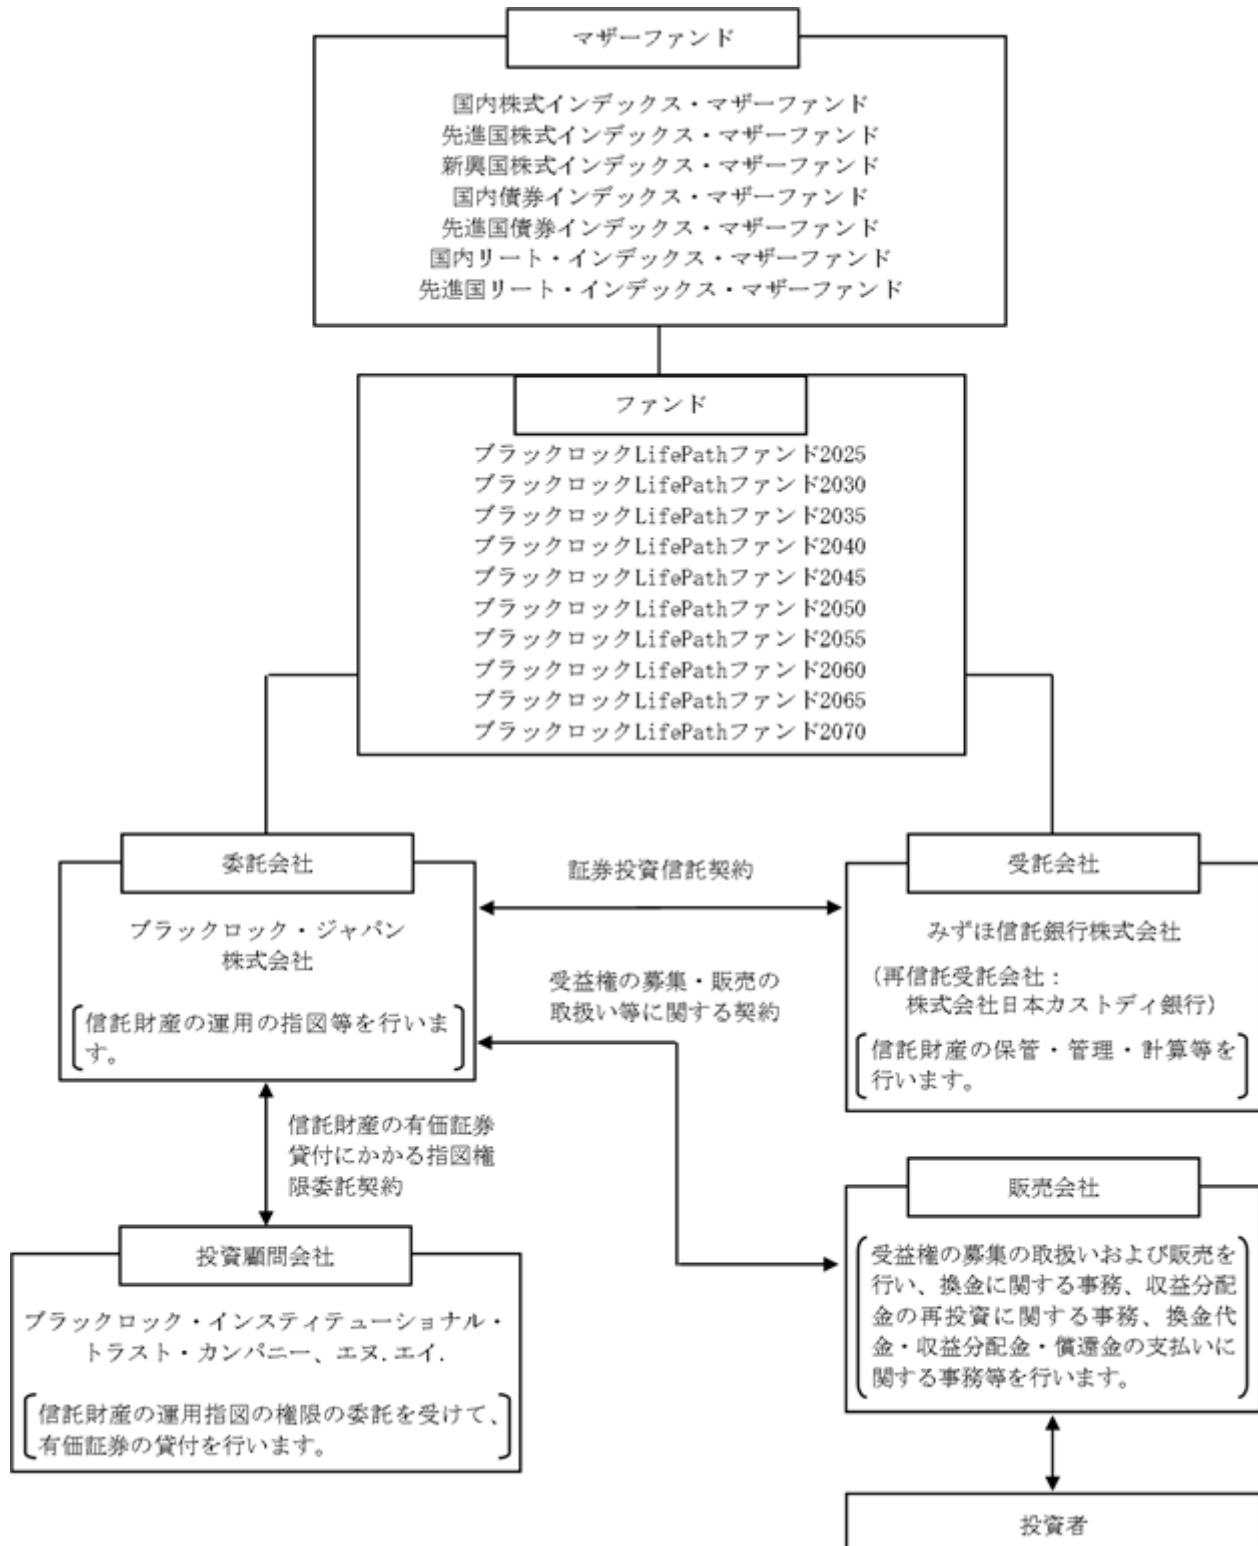 マザーファンド
国内株式インデックス・マザーファンド
先進国株式インデックス・マザーファンド
新興国株式インデックス・マザーファンド
国内債券インデックス・マザーファンド
先進国債券インデックス・マザーファンド
国内リート・インデックス・マザーファンド
先進国リート・インデックス・マザーファンド
ファンド
ブラックロックLifePathファンド2025
ブラックロックLifePathファンド2030
ブラックロックLifePathファンド2035
ブラックロックLifePathファンド2040
ブラックロックLifePathファンド2045
ブラックロックLifePathファンド2050
ブラックロックLifePathファンド2055
ブラックロックLifePathファンド2060
ブラックロックLifePathファンド2065
ブラックロックLifePathファンド2070
委託会社
ブラックロック・ジャパン
株式会社
信託財産の運用の指図等を行いま
す。
証券投資信託契約
受益権の募集・販売の
取扱い等に関する契約
受託会社
みずほ信託銀行株式会社
(再信託受託会社：
株式会社日本カストディ銀行)
信託財産の保管・管理・計算等を
行います。
信託財産の有価証券
貸付にかかる指図権
限委託契約
投資顧問会社
ブラックロック・インスティテューショナル・
トラスト・カンパニー、エヌ.エイ.
信託財産の運用指図の権限の委託を受けて、
有価証券の貸付を行います。
販売会社
受益権の募集の取扱いおよび販売を
行い、換金に関する事務、収益分配
金の再投資に関する事務、換金代
金・収益分配金・償還金の支払いに
関する事務等を行います。
投資者